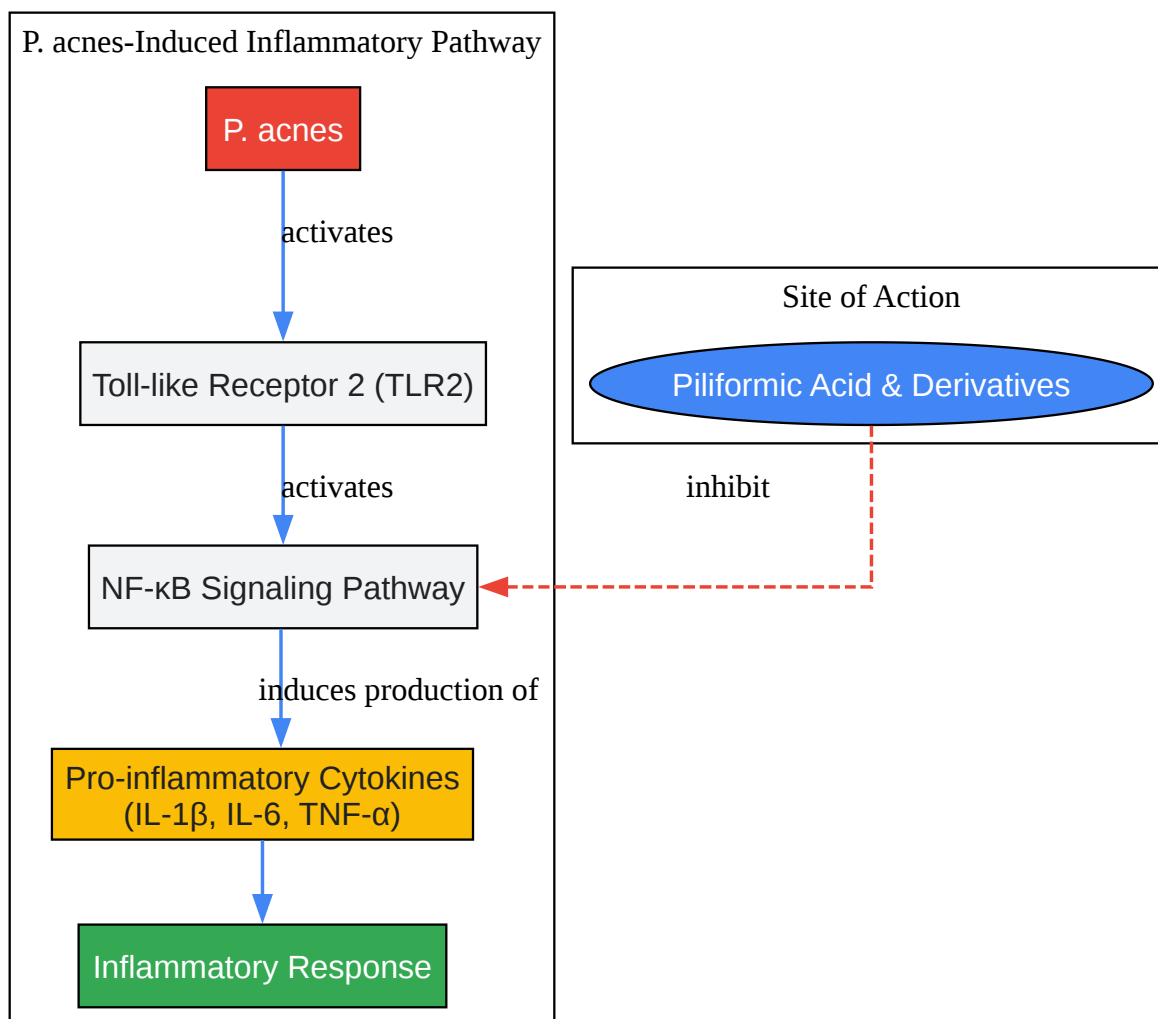 P. acnes-Induced Inflammatory Pathway
P. acnes
activates
Toll-like Receptor 2 (TLR2)
activates
NF-κB Signaling Pathway
induces production of
Pro-inflammatory Cytokines
(IL-1β, IL-6, TNF-α)
Inflammatory Response
Site of Action
Piliformic Acid & Derivatives
inhibit